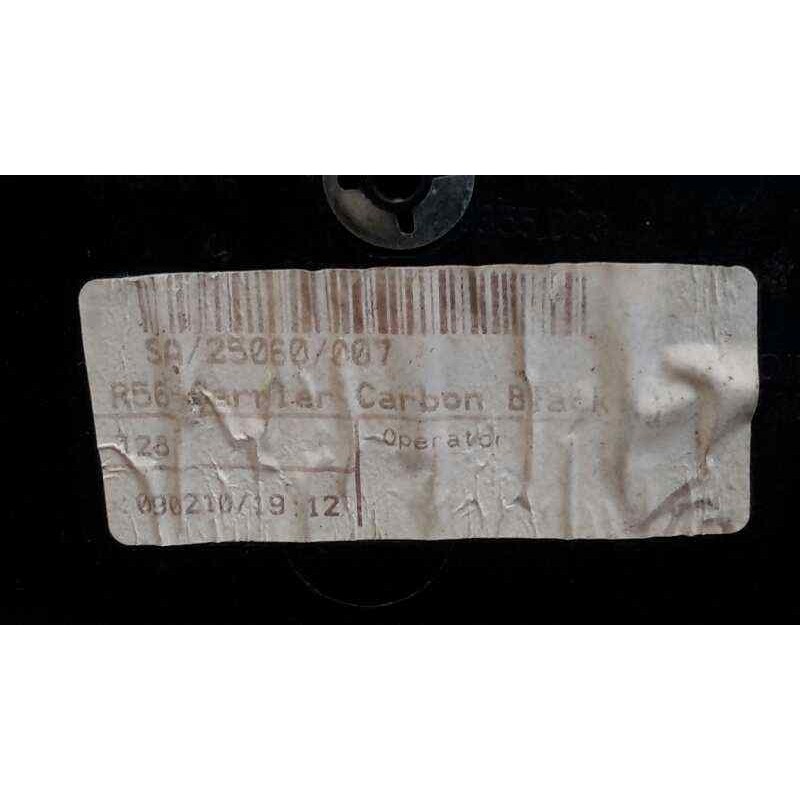 SA/25060/007
R56 Carrier Carbon Black
128
Operator
090210/19:12